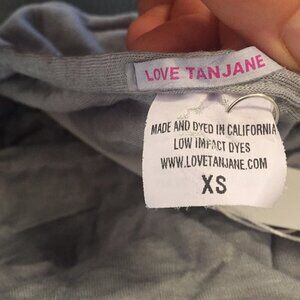 LOVE TANJANE
MADE AND DYED IN CALIFORNIA
LOW IMPACT DYES
WWW.LOVETANJANE.COM
XS